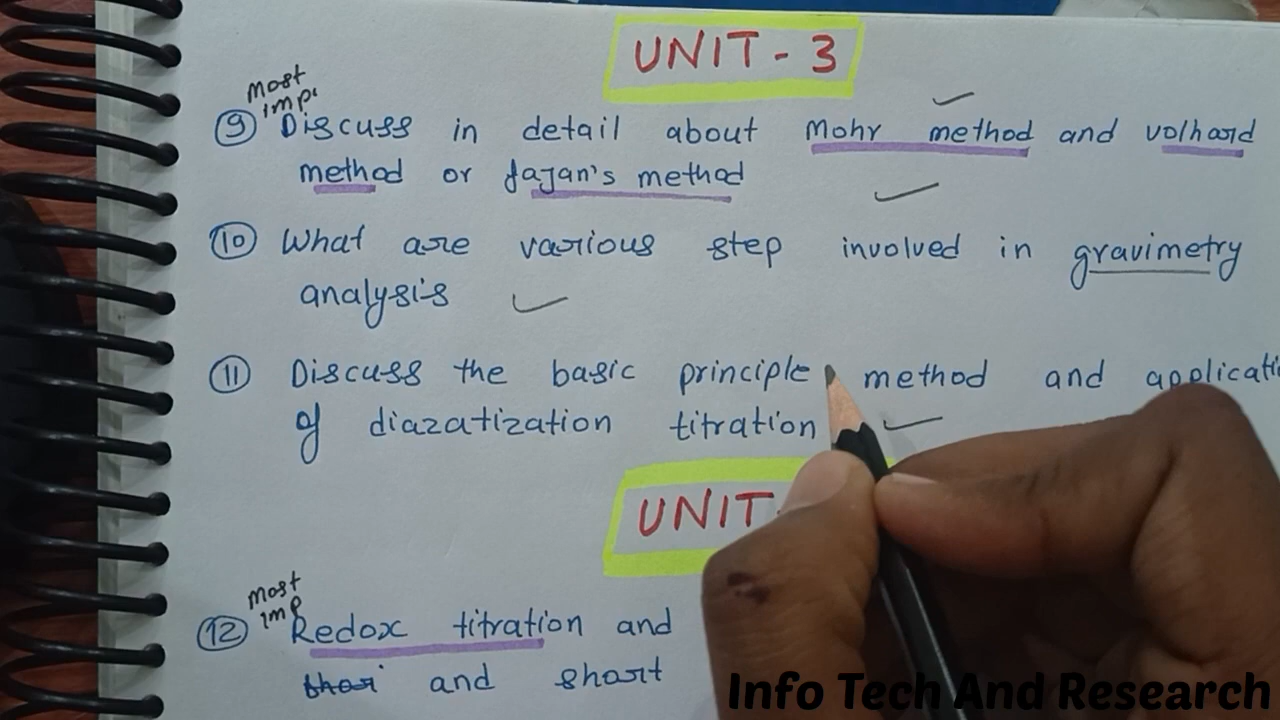 UNIT - 3
most
imp.
9 Discuss in detail about Mohr method and volhard
method or fajan's method
10 What are various step involved in gravimetry
analysis
11 Discuss the basic principle method and applicati
of diazatization titration
UNIT
most
imp
12 Redox titration and
and short
Info Tech And Research